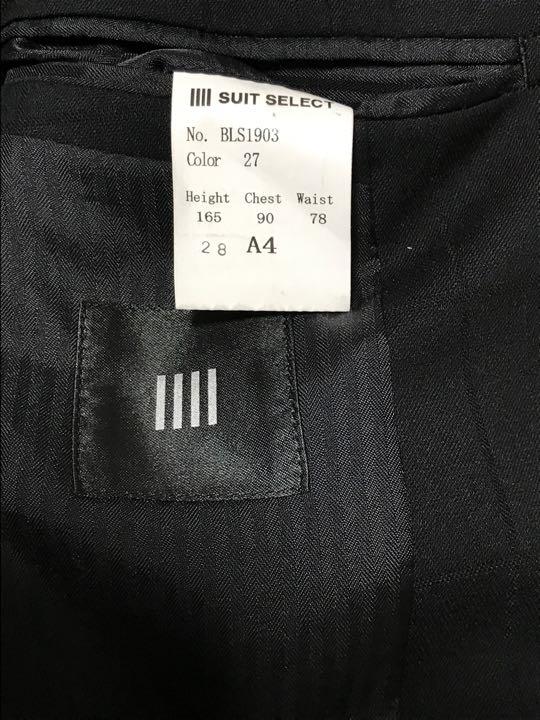 SUIT SELECT
No. BLS1903
Color 27
Height Chest Waist
165 90 78
28 A4